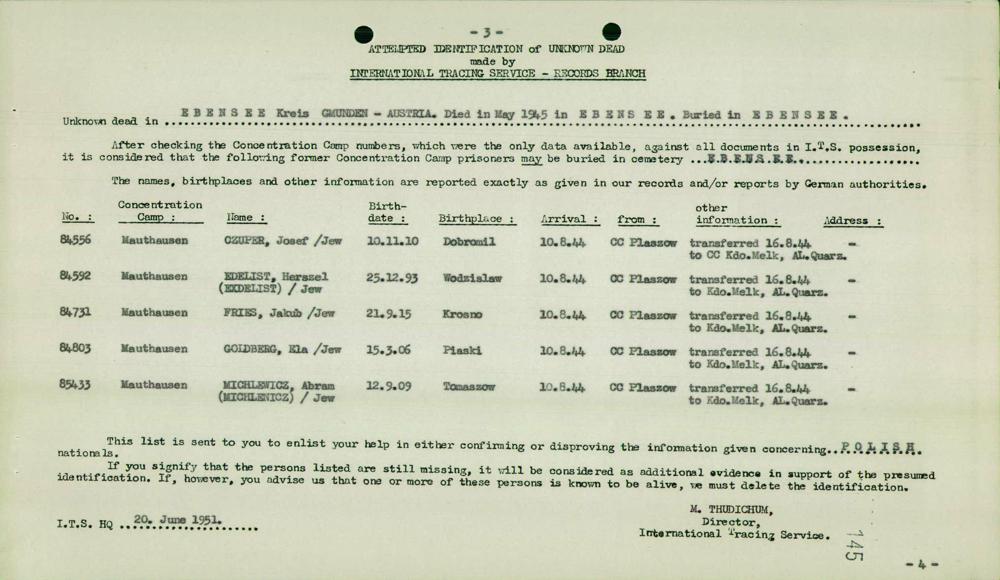 - 3 -
ATTEMPTED IDENTIFICATION of UNKNOWN DEAD
made by
INTERNATIONAL TRACING SERVICE - RECORDS BRANCH
Unknown dead in EBENSEE Kreis GMUNDEN - AUSTRIA. Died in May 1945 in EBENSEE. Buried in EBENSEE.
After checking the Concentration Camp numbers, which were the only data available, against all documents in I.T.S. possession,
it is considered that the following former Concentration Camp prisoners may be buried in cemetery ...E.B.E.N.S.E.E...
The names, birthplaces and other information are reported exactly as given in our records and/or reports by German authorities.
No. : Concentration Camp : Name : Birth-date : Birthplace : Arrival : from : other information : Address :
84556 Mauthausen CZUPER, Josef /Jew 10.11.10 Dobromil 10.8.44 CC Plaszow transferred 16.8.44 -
to CC Kdo.Melk, AL.Quarz.
84592 Mauthausen EDELIST, Herszel 25.12.93 Wodzislaw 10.8.44 CC Plaszow transferred 16.8.44 -
(EXDELIST) / Jew to Kdo.Melk, AL.Quarz.
84731 Mauthausen FRIES, Jakub /Jew 21.9.15 Krosno 10.8.44 CC Plaszow transferred 16.8.44 -
to Kdo.Melk, AL.Quarz.
84803 Mauthausen GOLDBERG, Ela /Jew 15.3.06 Piaski 10.8.44 CC Plaszow transferred 16.8.44 -
to Kdo.Melk, AL.Quarz.
85433 Mauthausen MICHLEWICZ, Abram 12.9.09 Tomaszow 10.8.44 CC Plaszow transferred 16.8.44 -
(MICHLENICZ) / Jew to Kdo.Melk, AL.Quarz.
This list is sent to you to enlist your help in either confirming or disproving the information given concerning..P.O.L.I.S.H.
nationals.
If you signify that the persons listed are still missing, it will be considered as additional evidence in support of the presumed
identification. If, however, you advise us that one or more of these persons is known to be alive, we must delete the identification.
M. THUDICHUM,
Director,
International Tracing Service.
I.T.S. HQ 20. June 1951.
145
- 4 -